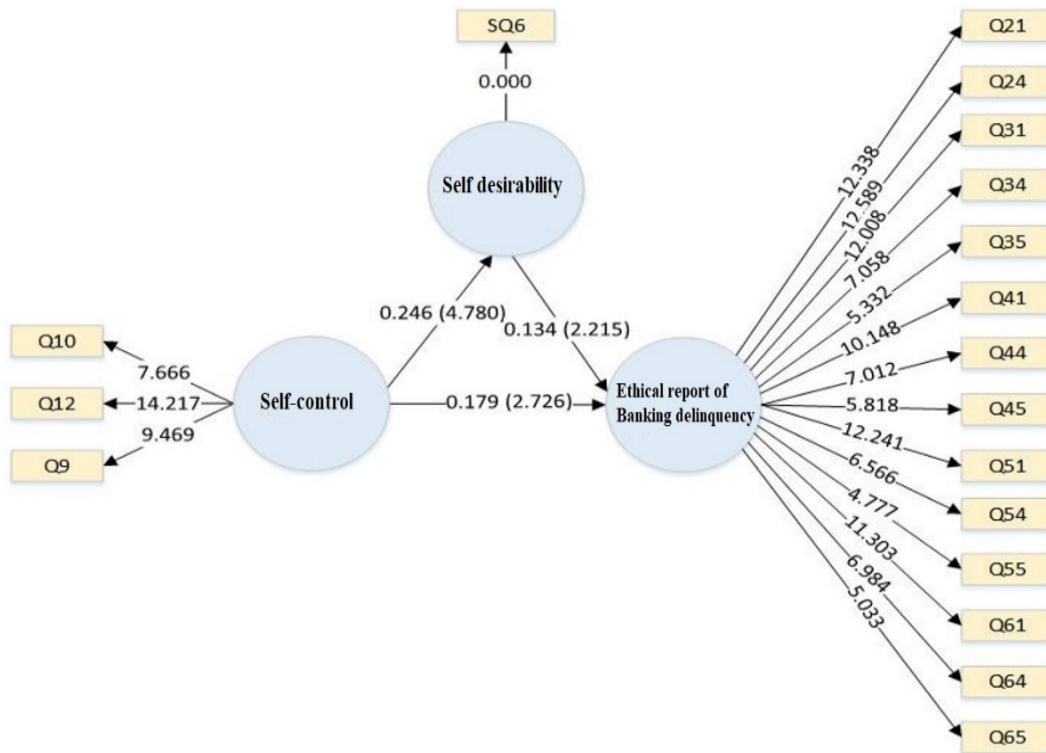 SQ6
0.000
Self desirability
0.246 (4.780)
0.134 (2.215)
Q10
Q12
Q9
7.666
14.217
9.469
Self-control
0.179 (2.726)
Ethical report of
Banking delinquency
12.338
12.589
12.008
7.058
5.332
10.148
7.012
5.818
12.241
6.566
4.777
11.303
6.984
5.033
Q21
Q24
Q31
Q34
Q35
Q41
Q44
Q45
Q51
Q54
Q55
Q61
Q64
Q65